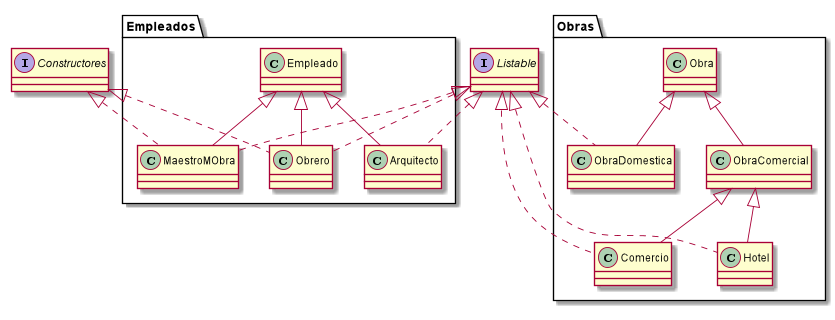 Empleados
Obras
I Constructores
C Empleado
I Listable
C Obra
C MaestroMObra
C Obrero
C Arquitecto
C ObraDomestica
C ObraComercial
C Comercio
C Hotel